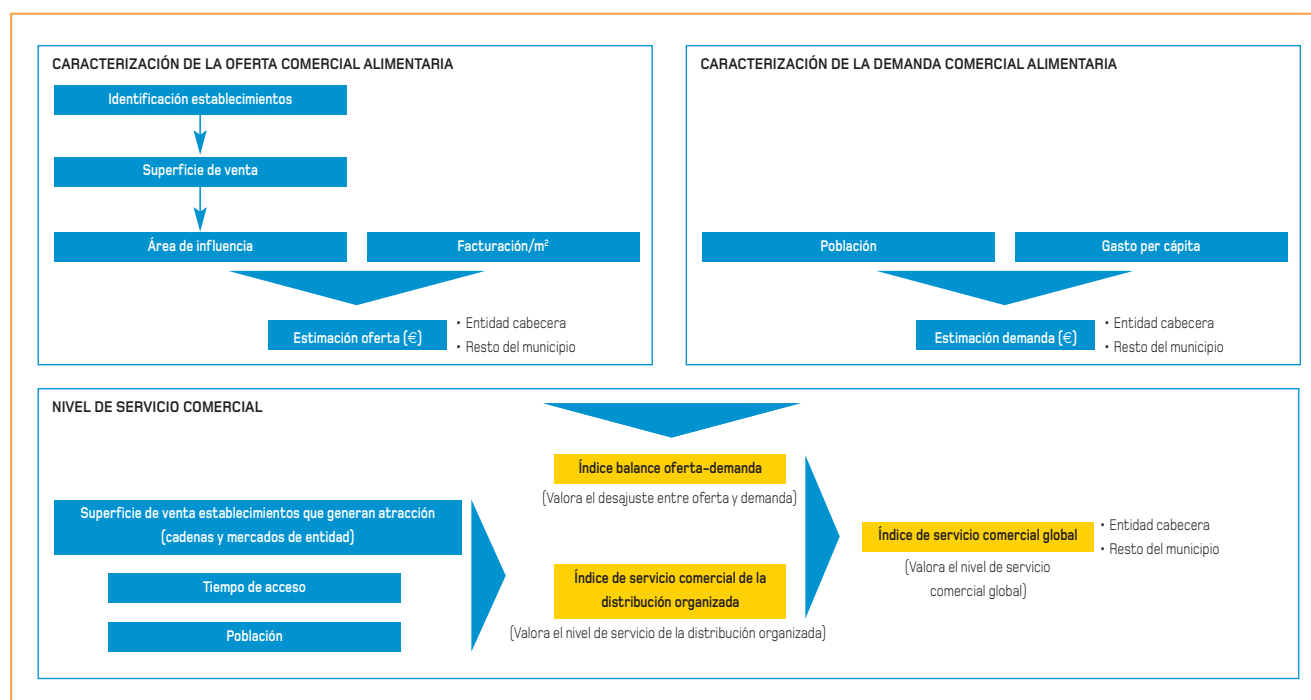 CARACTERIZACIÓN DE LA OFERTA COMERCIAL ALIMENTARIA
Identificación establecimientos
Superficie de venta
Área de influencia
Facturación/m²
Estimación oferta (€)
• Entidad cabecera
• Resto del municipio
CARACTERIZACIÓN DE LA DEMANDA COMERCIAL ALIMENTARIA
Población
Gasto per cápita
Estimación demanda (€)
• Entidad cabecera
• Resto del municipio
NIVEL DE SERVICIO COMERCIAL
Superficie de venta establecimientos que generan atracción
(cadenas y mercados de entidad)
Tiempo de acceso
Población
Índice balance oferta-demanda
(Valora el desajuste entre oferta y demanda)
Índice de servicio comercial de la
distribución organizada
(Valora el nivel de servicio de la distribución organizada)
Índice de servicio comercial global
(Valora el nivel de servicio
comercial global)
• Entidad cabecera
• Resto del municipio